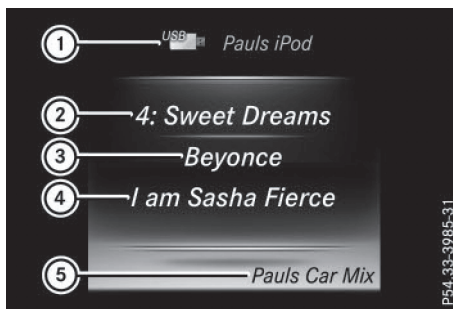 1 USB Pauls iPod
2 4: Sweet Dreams
3 Beyonce
4 I am Sasha Fierce
5 Pauls Car Mix
P54.33-3985-31